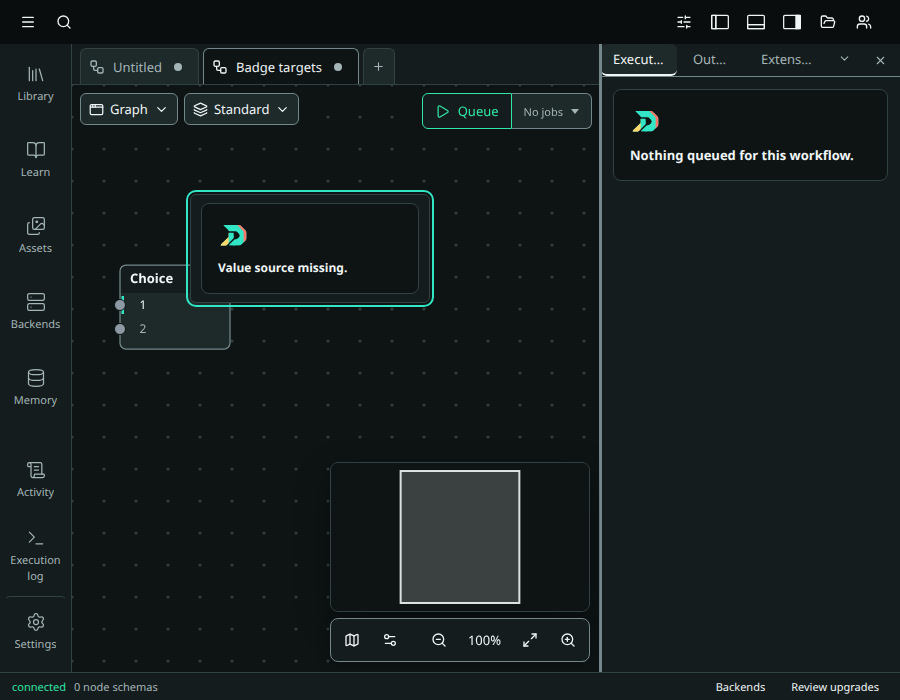 Library
Learn
Assets
Backends
Memory
Activity
Execution
log
Settings
Untitled
Badge targets
Graph
Standard
Queue
No jobs
Value source missing.
Choice
1
2
100%
Execut...
Out...
Extens...
Nothing queued for this workflow.
connected
0 node schemas
Backends
Review upgrades